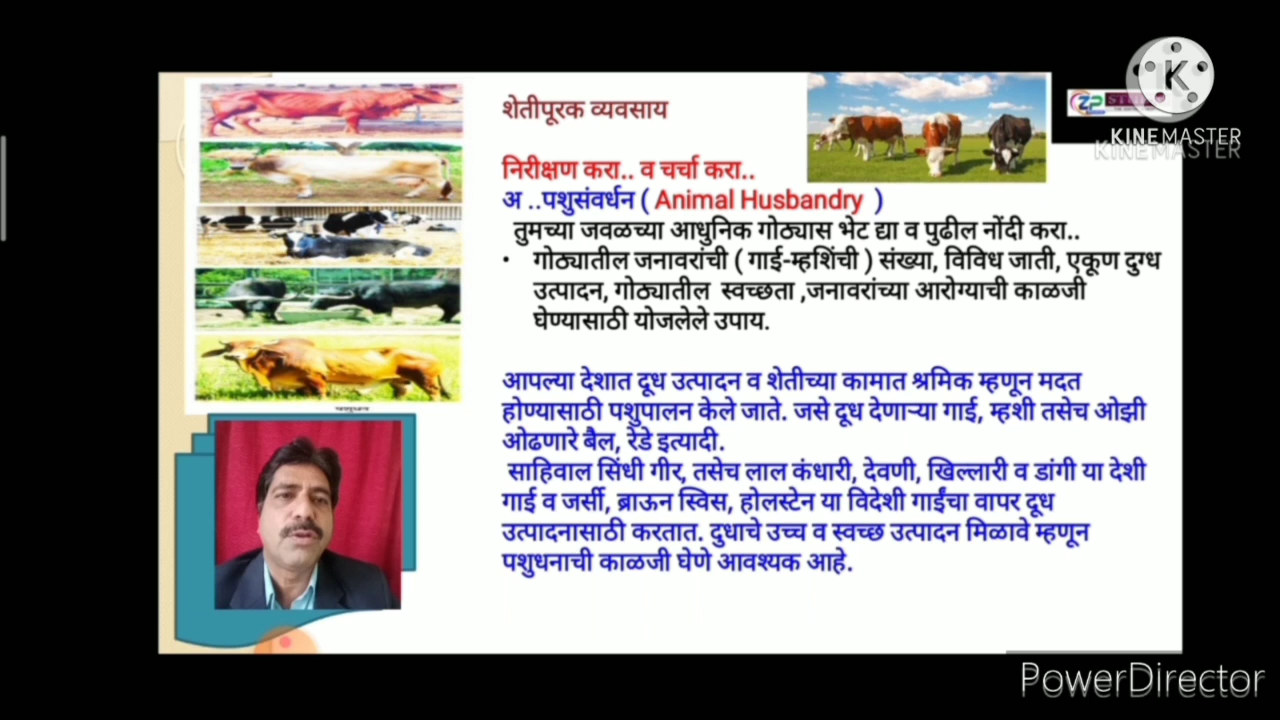 शेतीपूरक व्यवसाय
निरीक्षण करा.. व चर्चा करा..
अ ..पशुसंवर्धन ( Animal Husbandry )
तुमच्या जवळच्या आधुनिक गोठ्यास भेट द्या व पुढील नोंदी करा..
• गोठ्यातील जनावरांची ( गाई-म्हशिंची ) संख्या, विविध जाती, एकूण दुग्ध
उत्पादन, गोठ्यातील स्वच्छता ,जनावरांच्या आरोग्याची काळजी
घेण्यासाठी योजलेले उपाय.
आपल्या देशात दूध उत्पादन व शेतीच्या कामात श्रमिक म्हणून मदत
होण्यासाठी पशुपालन केले जाते. जसे दूध देणाऱ्या गाई, म्हशी तसेच ओझी
ओढणारे बैल, रेडे इत्यादी.
साहिवाल सिंधी गीर, तसेच लाल कंधारी, देवणी, खिल्लारी व डांगी या देशी
गाई व जर्सी, ब्राऊन स्विस, होलस्टेन या विदेशी गाईंचा वापर दूध
उत्पादनासाठी करतात. दुधाचे उच्च व स्वच्छ उत्पादन मिळावे म्हणून
पशुधनाची काळजी घेणे आवश्यक आहे.
K
KINEMASTER
PowerDirector